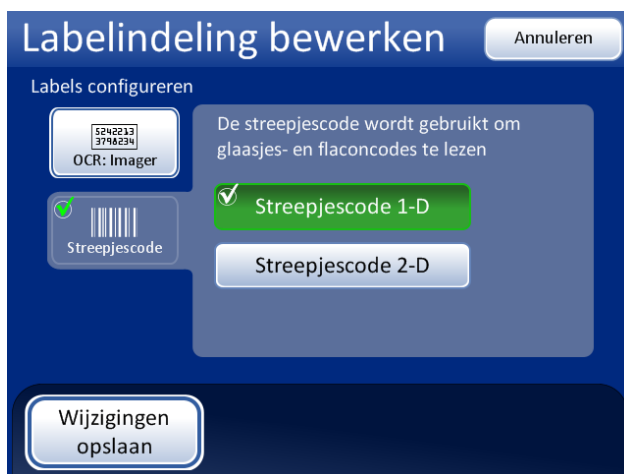 Labelindeling bewerken
Annuleren
Labels configureren
5242213
3798234
OCR: Imager
De streepjescode wordt gebruikt om
glaasjes- en flaconcodes te lezen
Streepjescode 1-D
Streepjescode
Streepjescode 2-D
Wijzigingen
opslaan